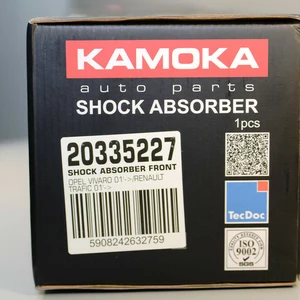 KAMOKA
auto parts
SHOCK ABSORBER
1pcs
20335227
SHOCK ABSORBER FRONT
OPEL VIVARO 01->/RENAULT
TRAFIC 01->
5908242632759
TecDoc
ISO
9002
SGS